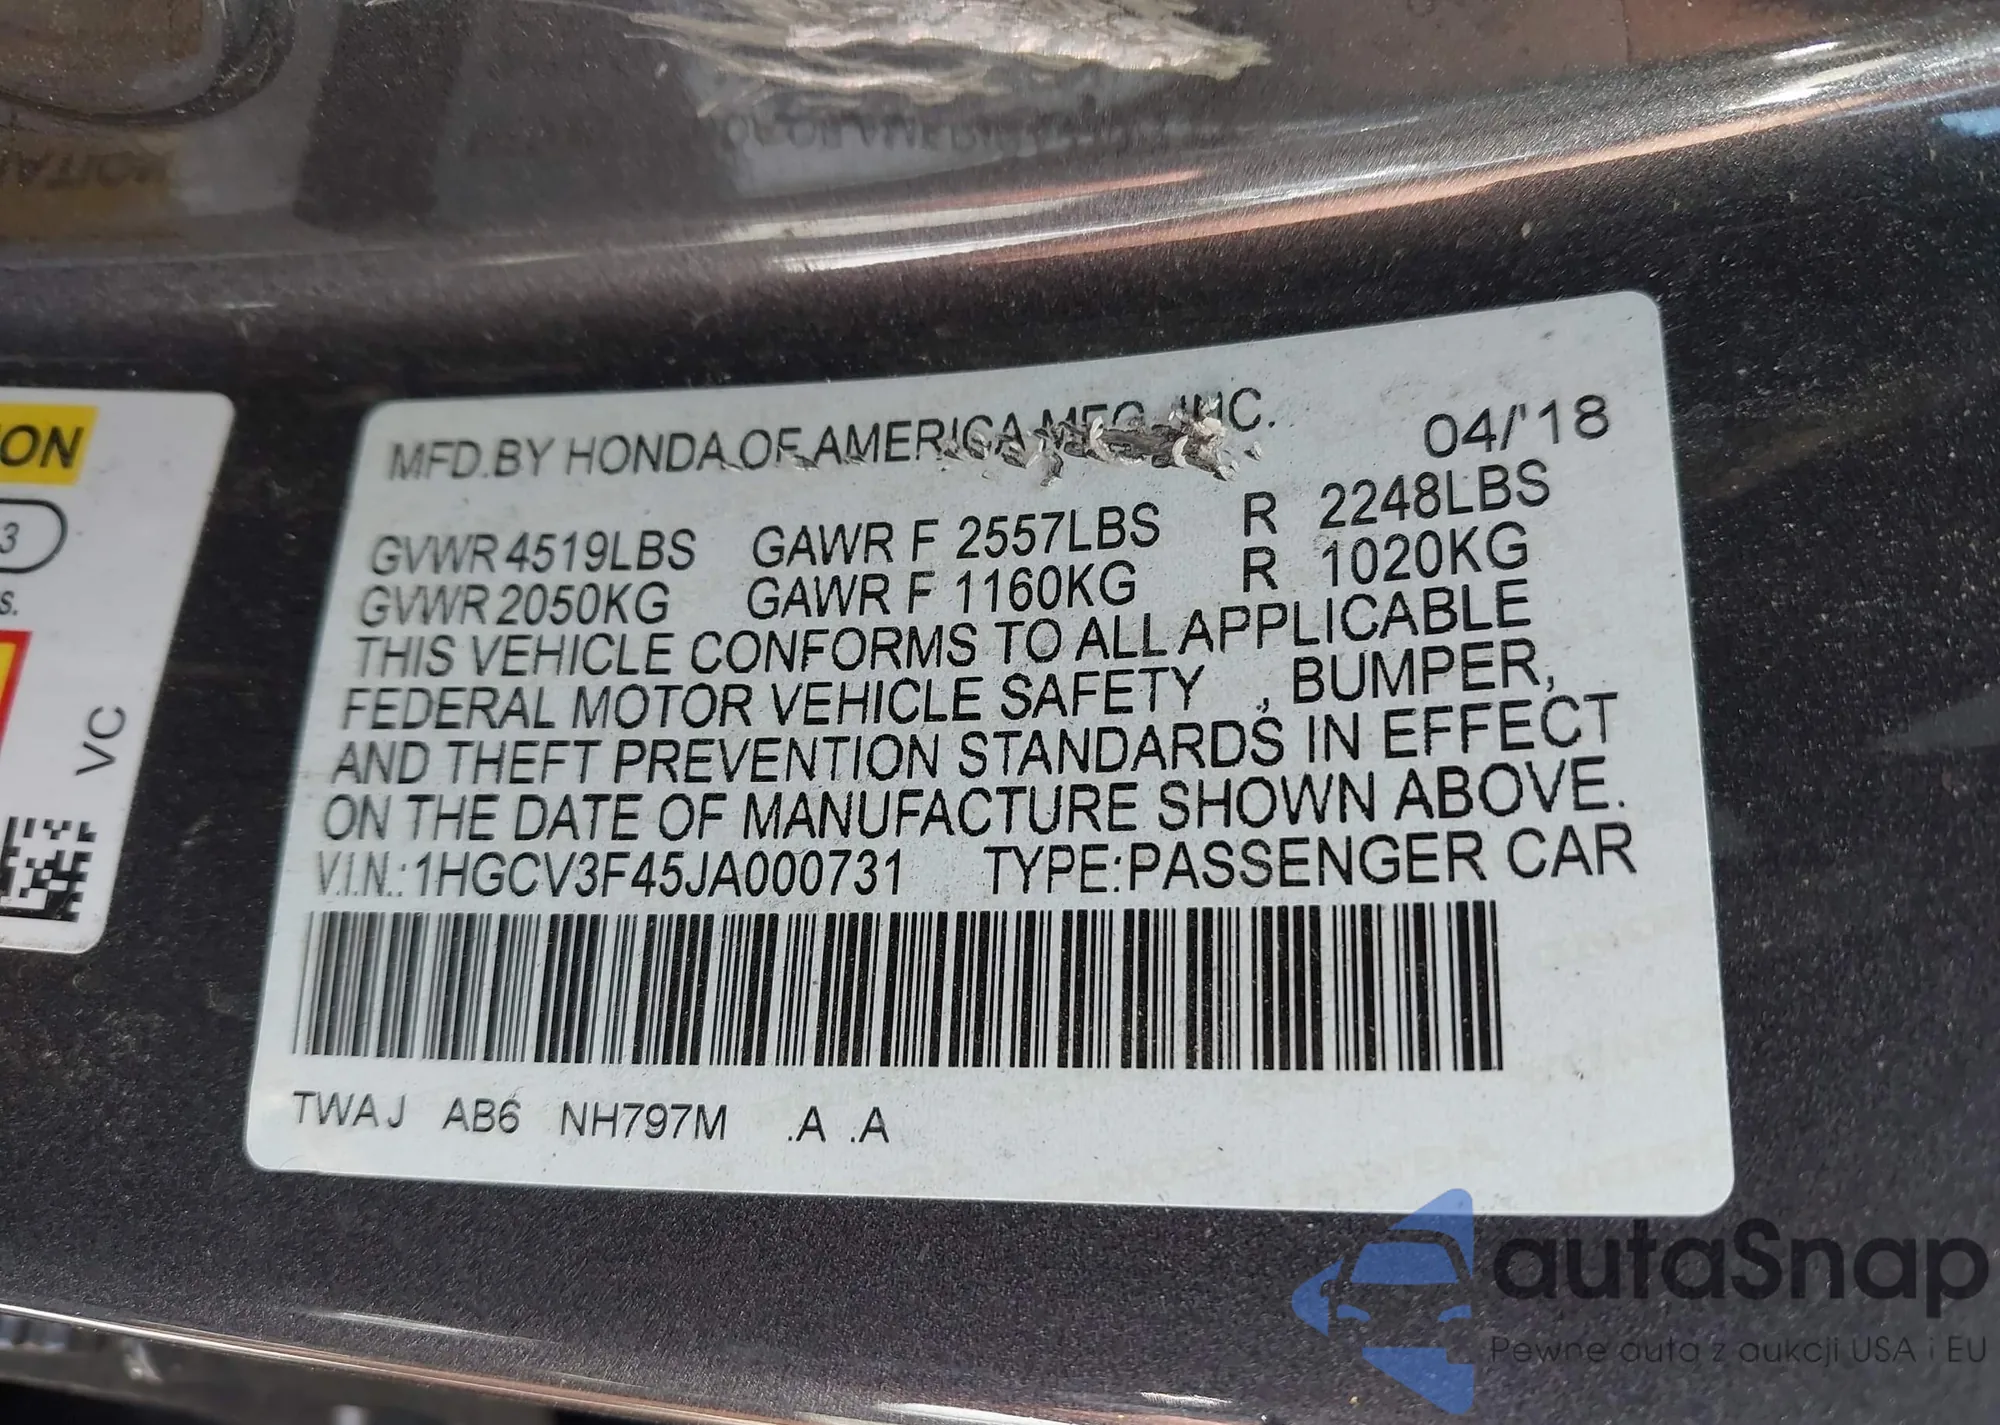 MFD.BY HONDA OF AMERICA MFG.,INC. 04/'18
GVWR 4519LBS GAWR F 2557LBS R 2248LBS
GVWR 2050KG GAWR F 1160KG R 1020KG
THIS VEHICLE CONFORMS TO ALL APPLICABLE
FEDERAL MOTOR VEHICLE SAFETY , BUMPER,
AND THEFT PREVENTION STANDARDS IN EFFECT
ON THE DATE OF MANUFACTURE SHOWN ABOVE.
V.I.N.: 1HGCV3F45JA000731 TYPE:PASSENGER CAR
TWAJ AB6 NH797M .A .A
ION
3
s.
VC
autaSnap
Pewne auta z aukcji USA i EU